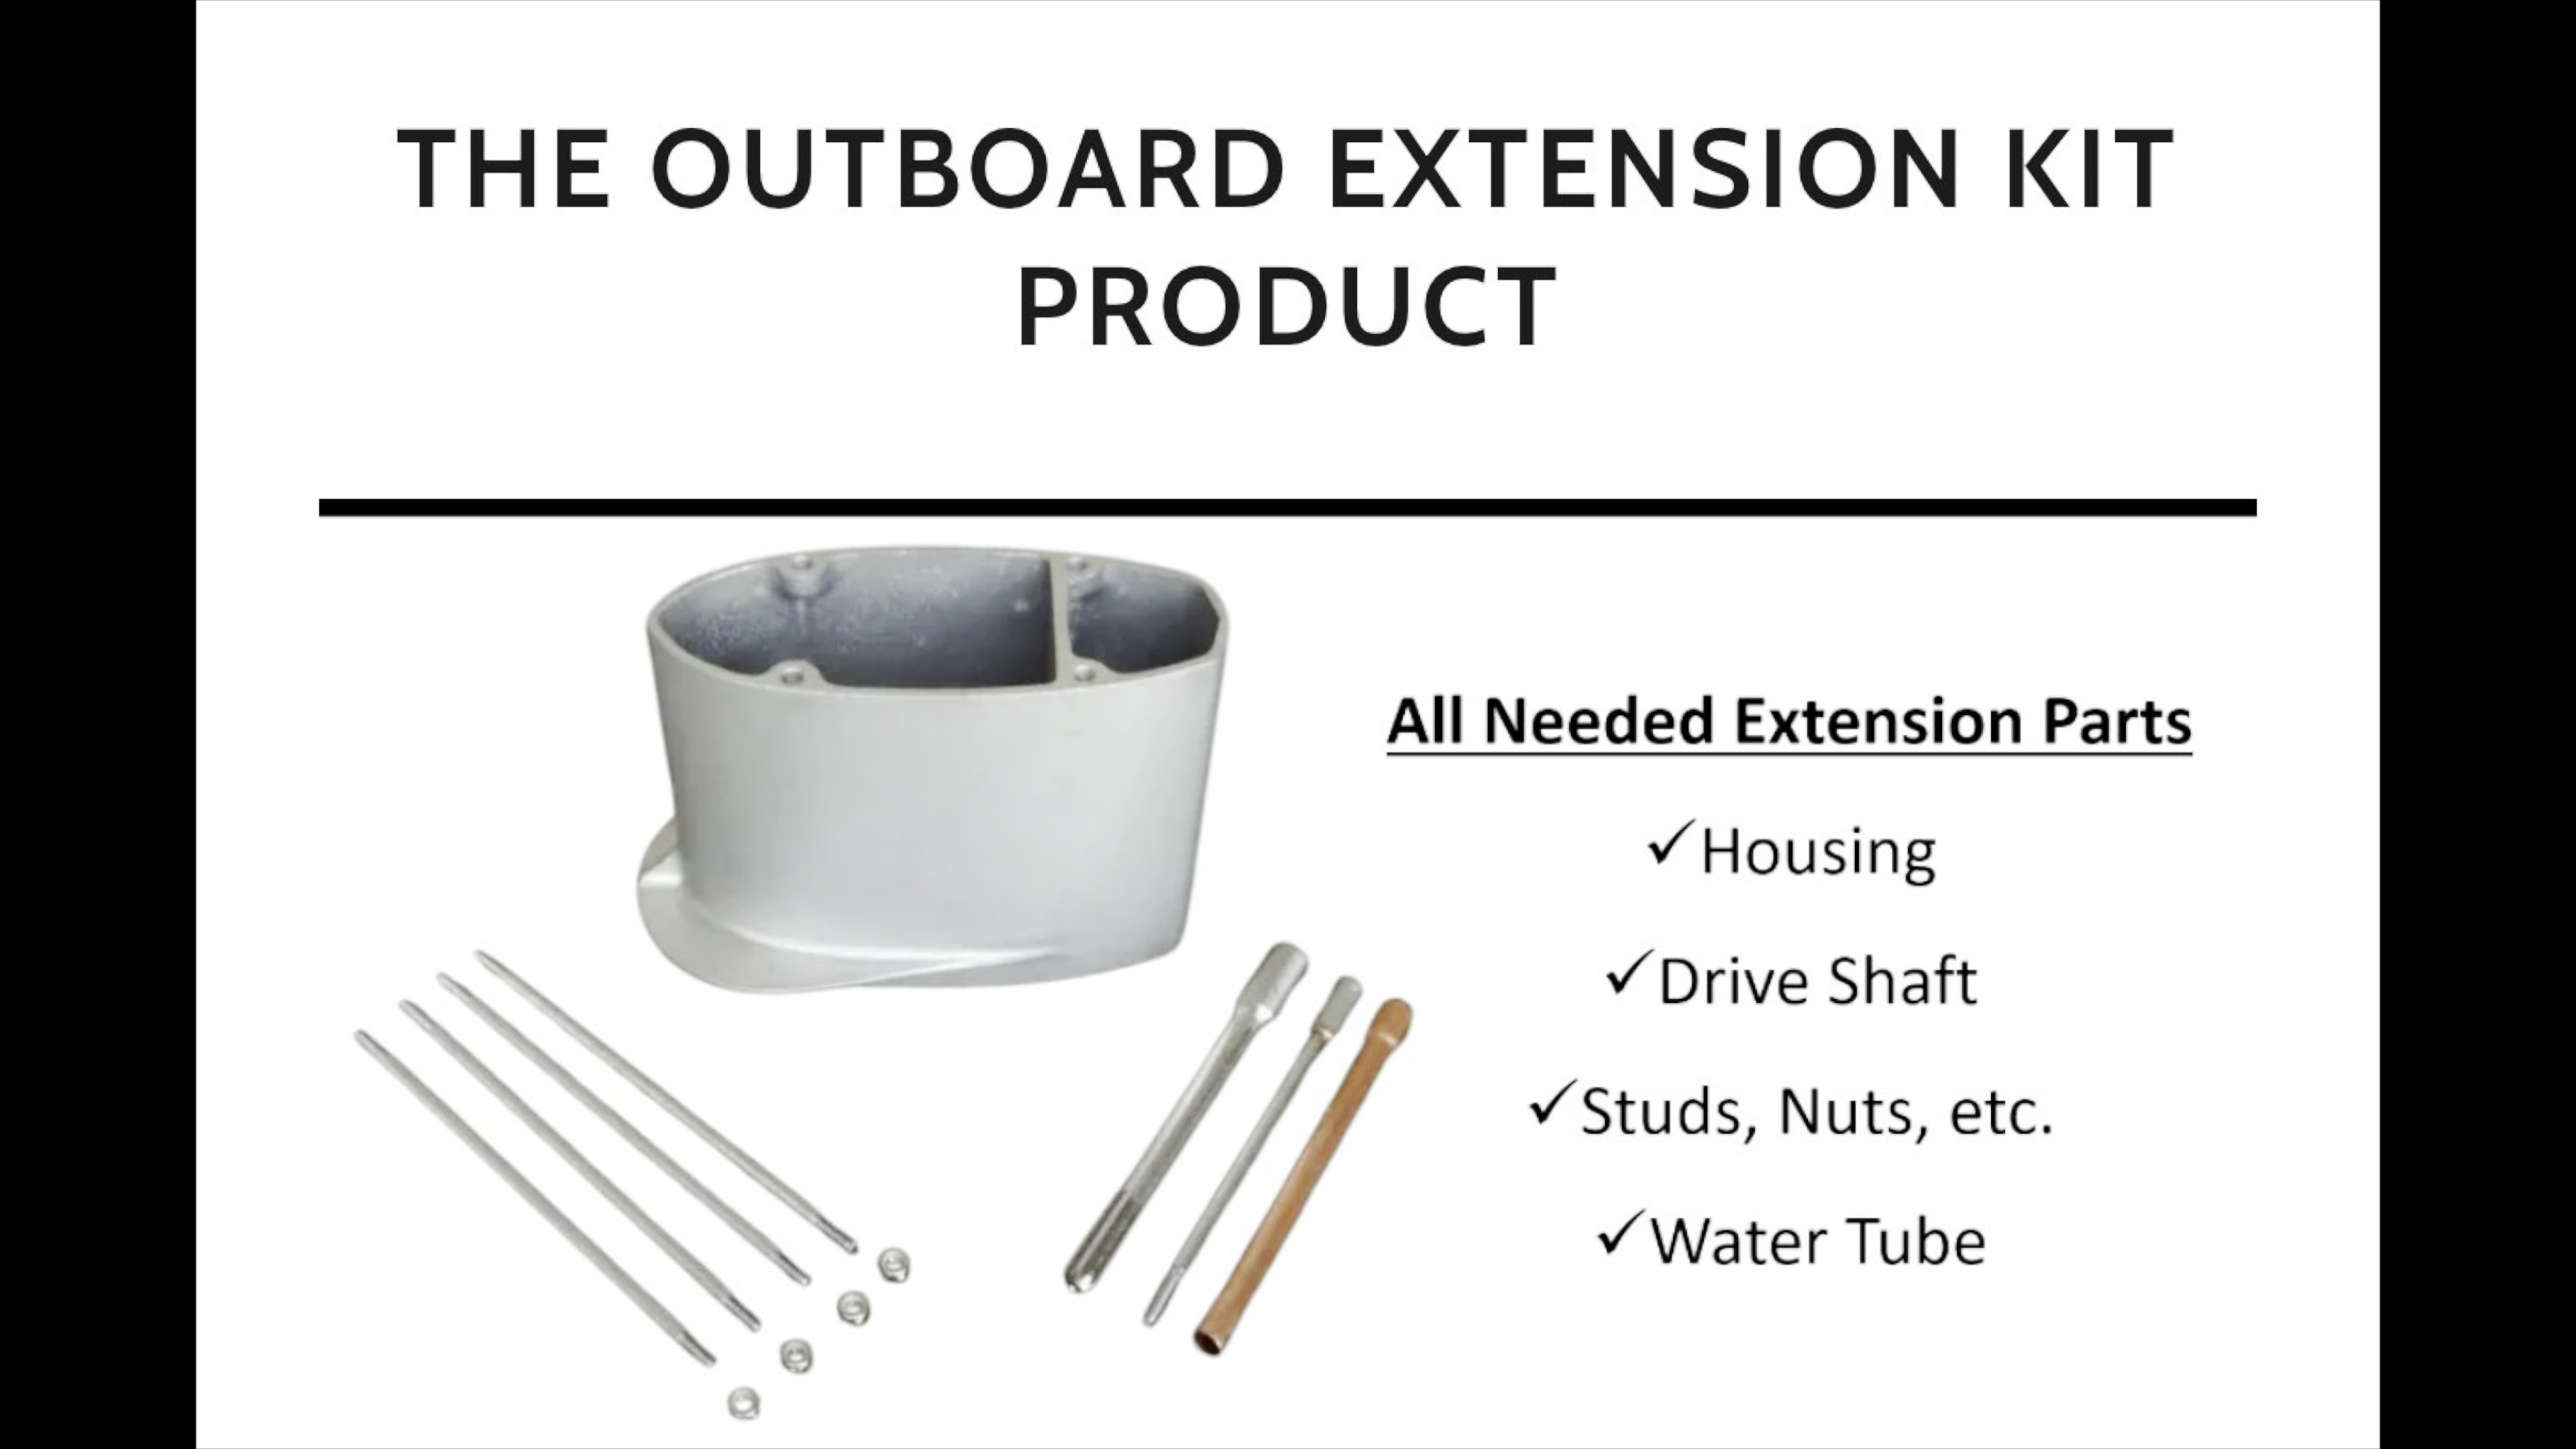 THE OUTBOARD EXTENSION KIT
PRODUCT
All Needed Extension Parts
✓Housing
✓Drive Shaft
✓Studs, Nuts, etc.
✓Water Tube